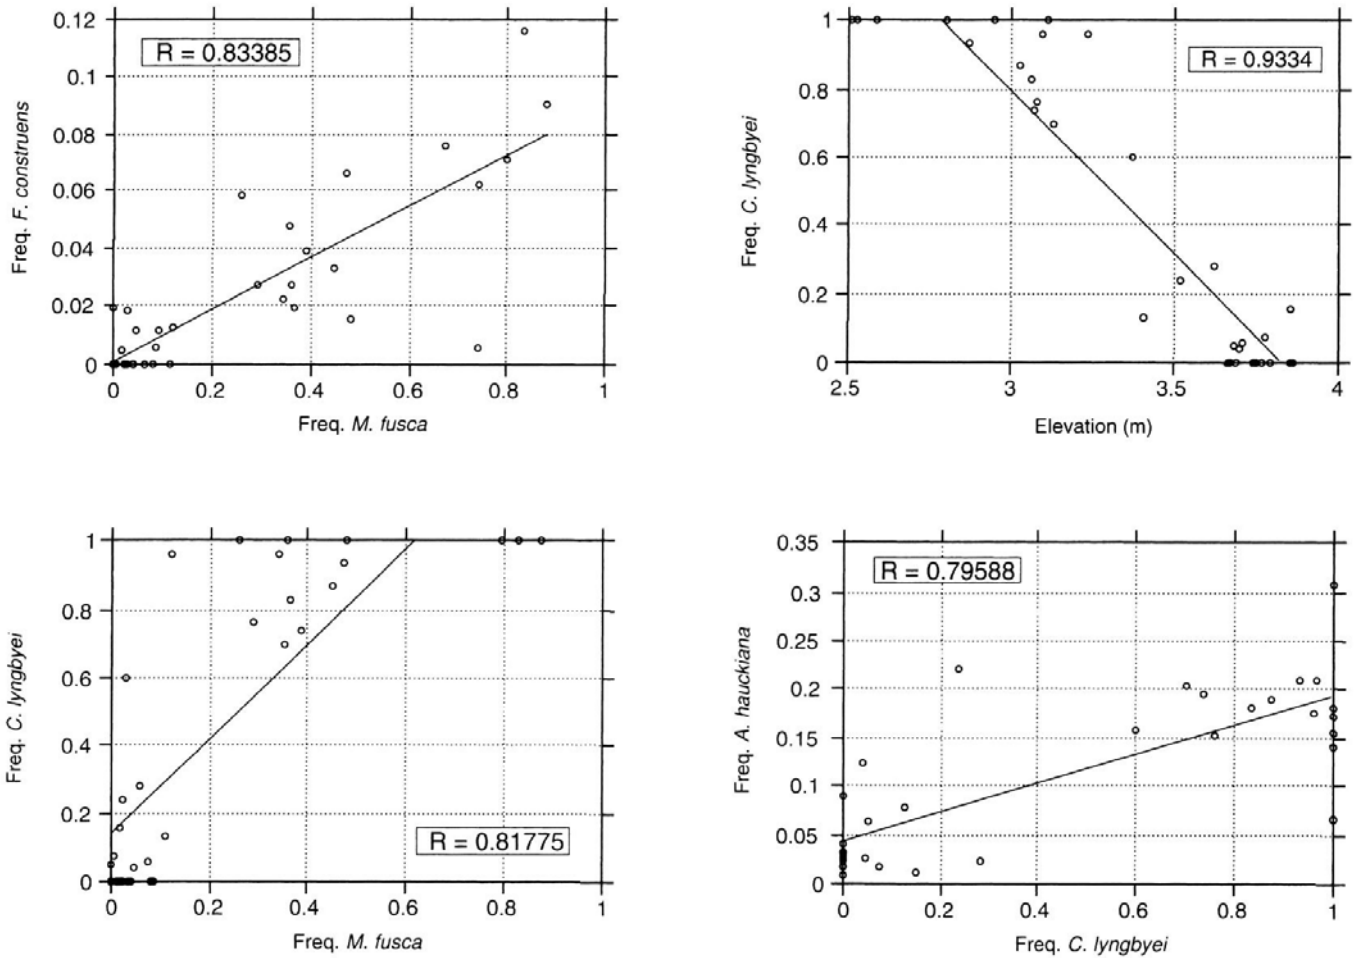 0.12
0.1
0.08
0.06
0.04
0.02
0
Freq. F. construens
R = 0.83385
0 0.2 0.4 0.6 0.8 1
Freq. M. fusca
1
0.8
0.6
0.4
0.2
0
Freq. C. lyngbyei
R = 0.9334
2.5 3 3.5 4
Elevation (m)
1
0.8
0.6
0.4
0.2
0
Freq. C. lyngbyei
R = 0.81775
0 0.2 0.4 0.6 0.8 1
Freq. M. fusca
0.35
0.3
0.25
0.2
0.15
0.1
0.05
0
Freq. A. hauckiana
R = 0.79588
0 0.2 0.4 0.6 0.8 1
Freq. C. lyngbyei